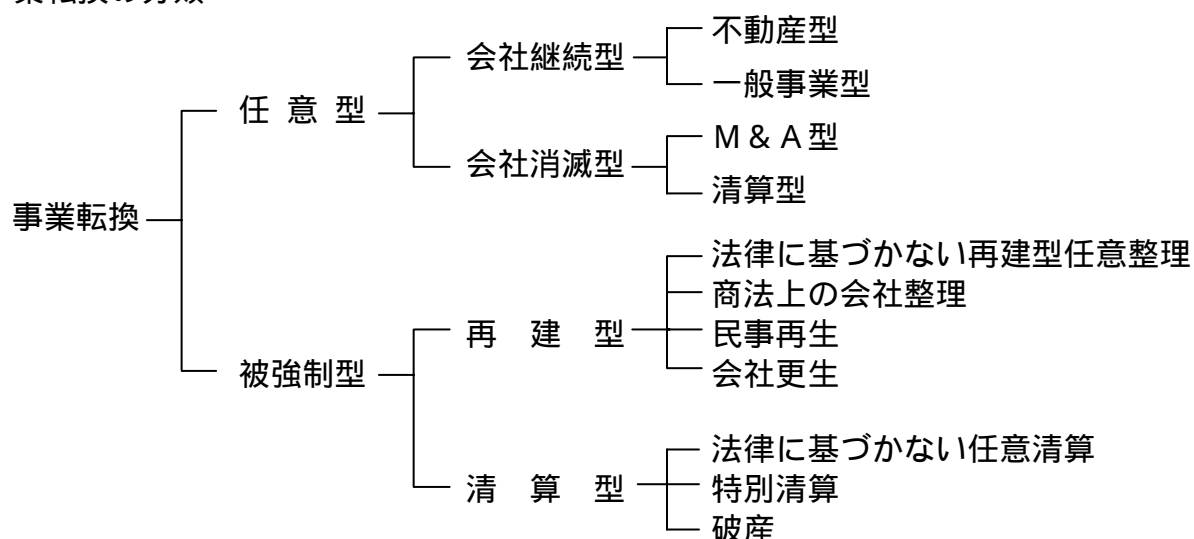 不動産型
会社継続型
一般事業型
任 意 型
M & A 型
会社消滅型
清算型
事業転換
法律に基づかない再建型任意整理
商法上の会社整理
再 建 型
民事再生
会社更生
被強制型
法律に基づかない任意清算
清 算 型
特別清算
破産